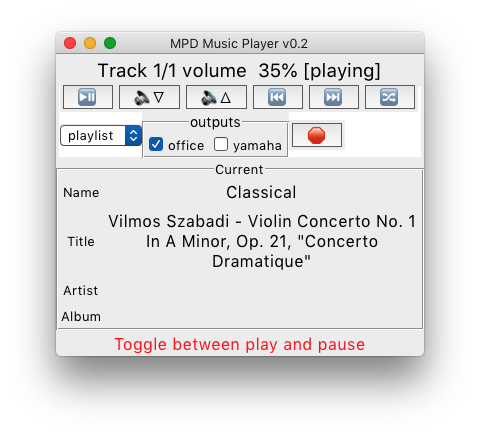 MPD Music Player v0.2
Track 1/1 volume 35% [playing]
outputs
playlist
office
yamaha
Current
Name
Classical
Title
Vilmos Szabadi - Violin Concerto No. 1
In A Minor, Op. 21, "Concerto
Dramatique"
Artist
Album
Toggle between play and pause